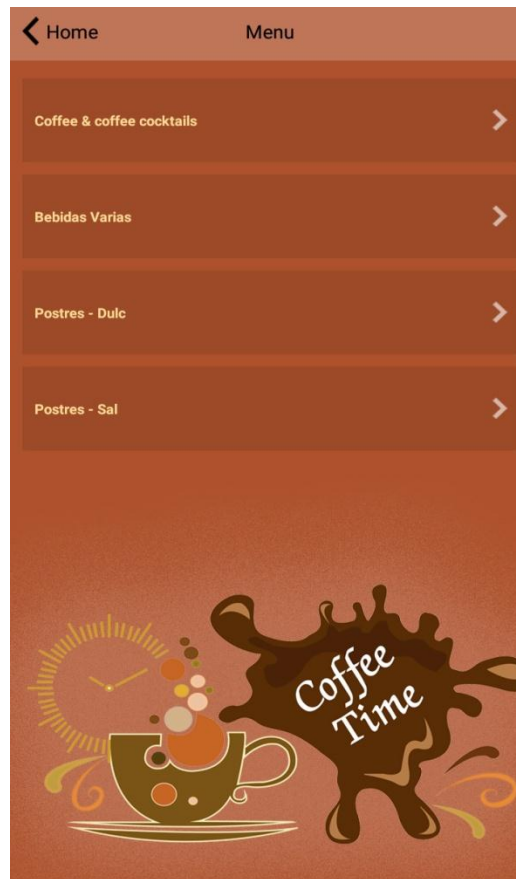 Home
Menu
Coffee & coffee cocktails
Bebidas Varias
Postres - Dulc
Postres - Sal
Coffee
Time